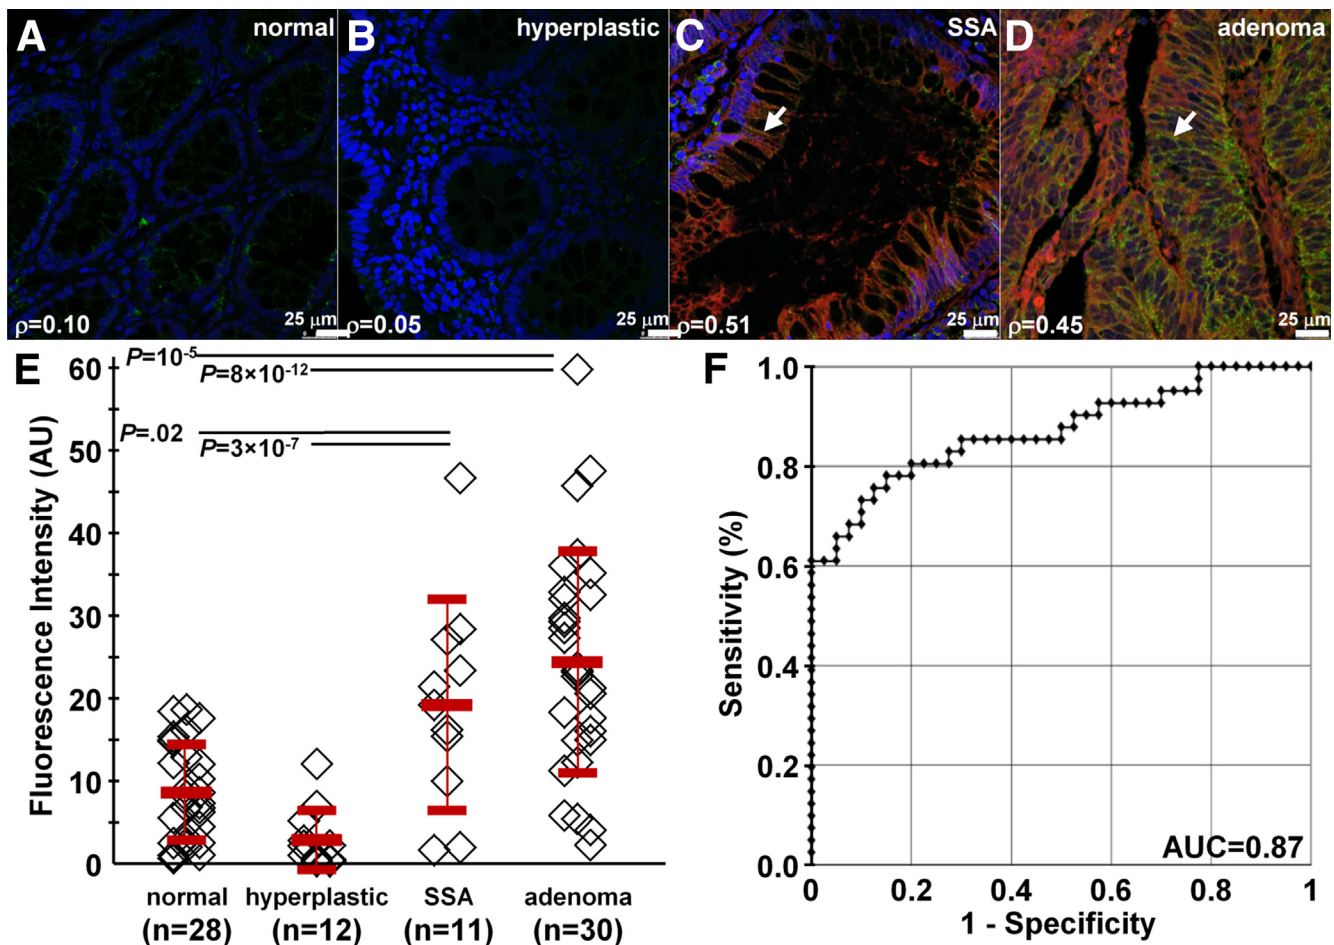 A normal
B hyperplastic
C SSA
D adenoma
ρ=0.10 25 μm
ρ=0.05 25 μm
ρ=0.51 25 μm
ρ=0.45 25 μm
E
P=10-5
P=8×10-12
P=.02
P=3×10-7
Fluorescence Intensity (AU)
60
50
40
30
20
10
0
normal hyperplastic SSA adenoma
(n=28) (n=12) (n=11) (n=30)
F
Sensitivity (%)
1.0
0.8
0.6
0.4
0.2
0.0
AUC=0.87
0 0.2 0.4 0.6 0.8 1
1 - Specificity